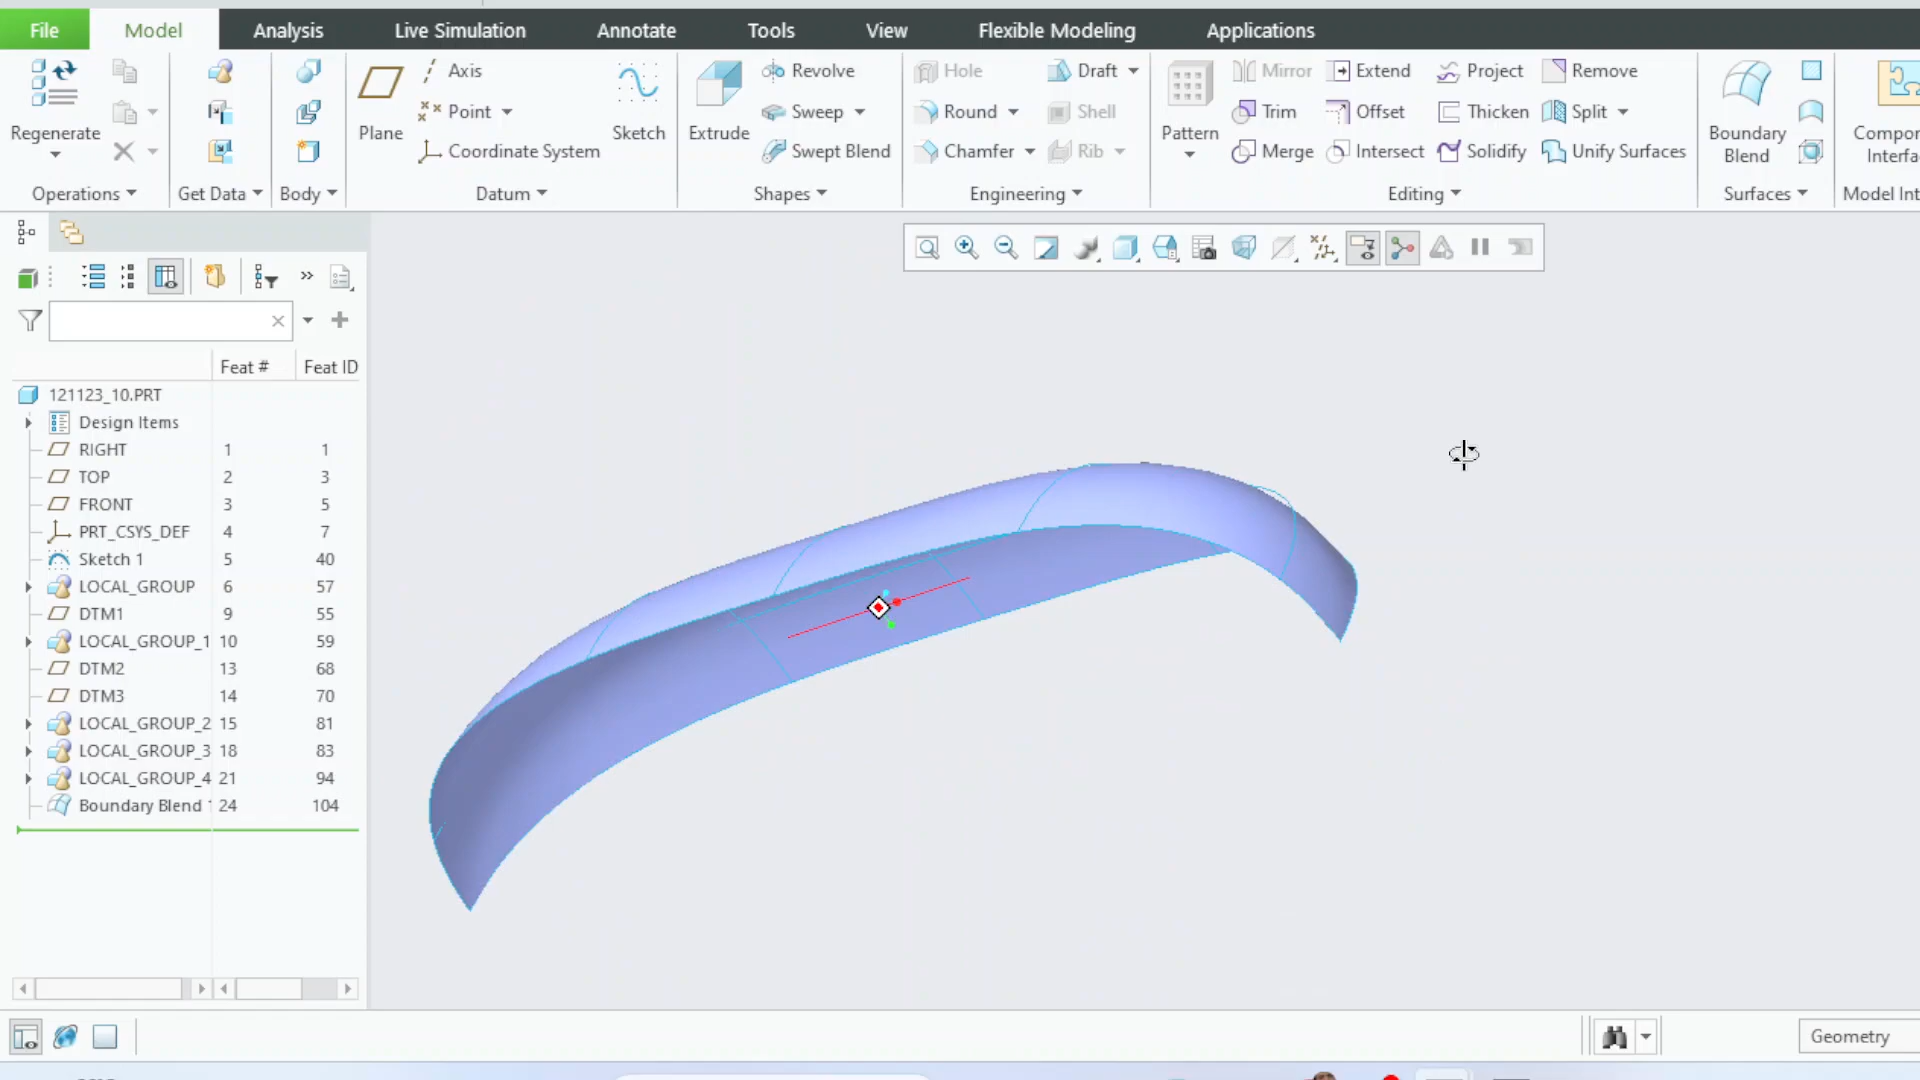 File Model Analysis Live Simulation Annotate Tools View Flexible Modeling Applications
Regenerate
Operations
Get Data
Body
Plane
Axis
Point
Coordinate System
Sketch
Datum
Extrude
Revolve
Sweep
Swept Blend
Shapes
Hole
Draft
Round
Shell
Chamfer
Rib
Engineering
Pattern
Mirror
Extend
Project
Remove
Trim
Offset
Thicken
Split
Merge
Intersect
Solidify
Unify Surfaces
Editing
Boundary
Blend
Surfaces
Compor
Interfa
Model Int
Feat # Feat ID
121123_10.PRT
Design Items
RIGHT 1 1
TOP 2 3
FRONT 3 5
PRT_CSYS_DEF 4 7
Sketch 1 5 40
LOCAL_GROUP 6 57
DTM1 9 55
LOCAL_GROUP_1 10 59
DTM2 13 68
DTM3 14 70
LOCAL_GROUP_2 15 81
LOCAL_GROUP_3 18 83
LOCAL_GROUP_4 21 94
Boundary Blend 24 104
Geometry